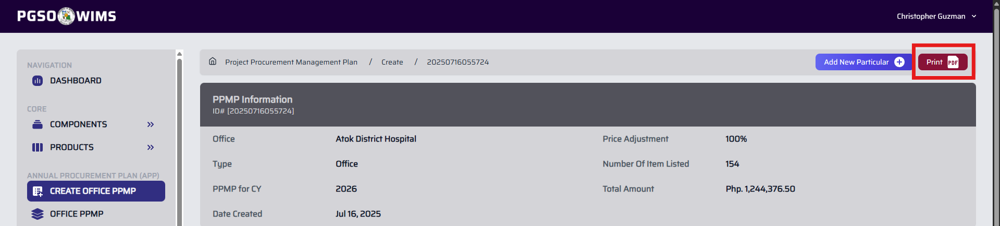 PGSO WIMS
Christopher Guzman
NAVIGATION
DASHBOARD
CORE
COMPONENTS
PRODUCTS
ANNUAL PROCUREMENT PLAN (APP)
CREATE OFFICE PPMP
OFFICE PPMP
Project Procurement Management Plan / Create / 20250716055724
Add New Particular
Print PDF
PPMP Information
ID# [20250716055724]
Office Atok District Hospital Price Adjustment 100%
Type Office Number Of Item Listed 154
PPMP for CY 2026 Total Amount Php. 1,244,376.50
Date Created Jul 16, 2025